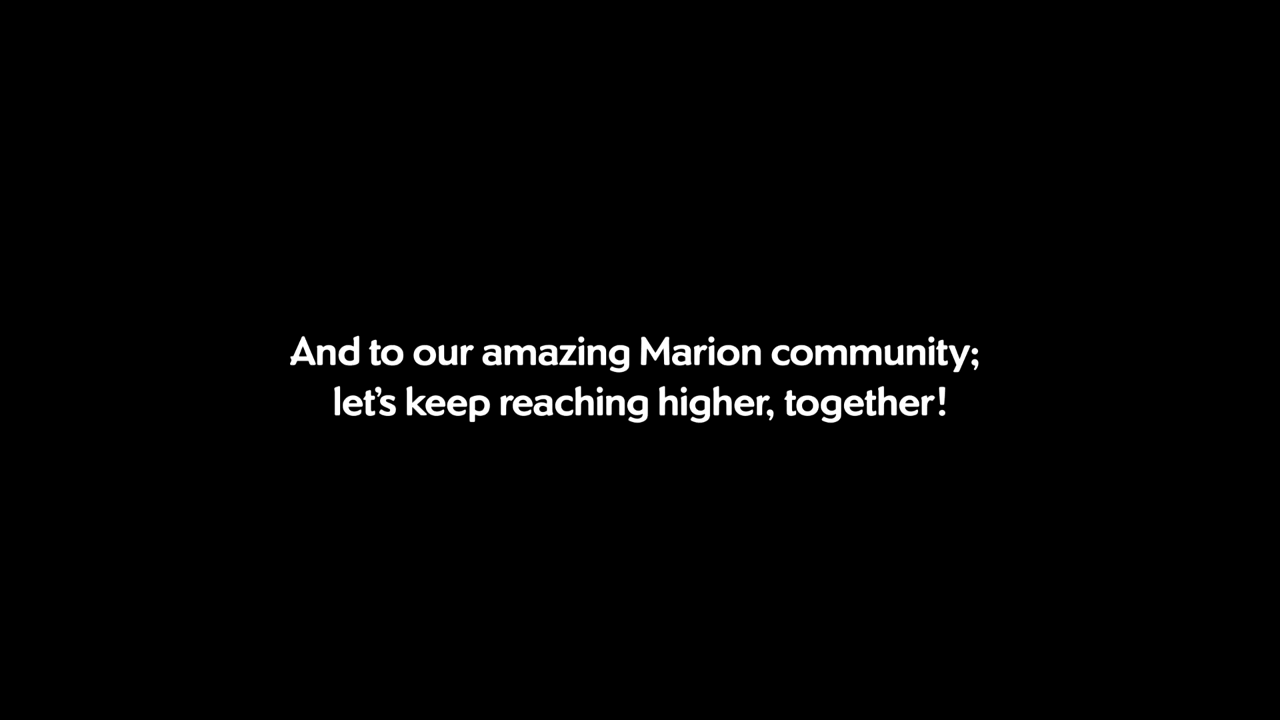 And to our amazing Marion community;
let’s keep reaching higher, together!